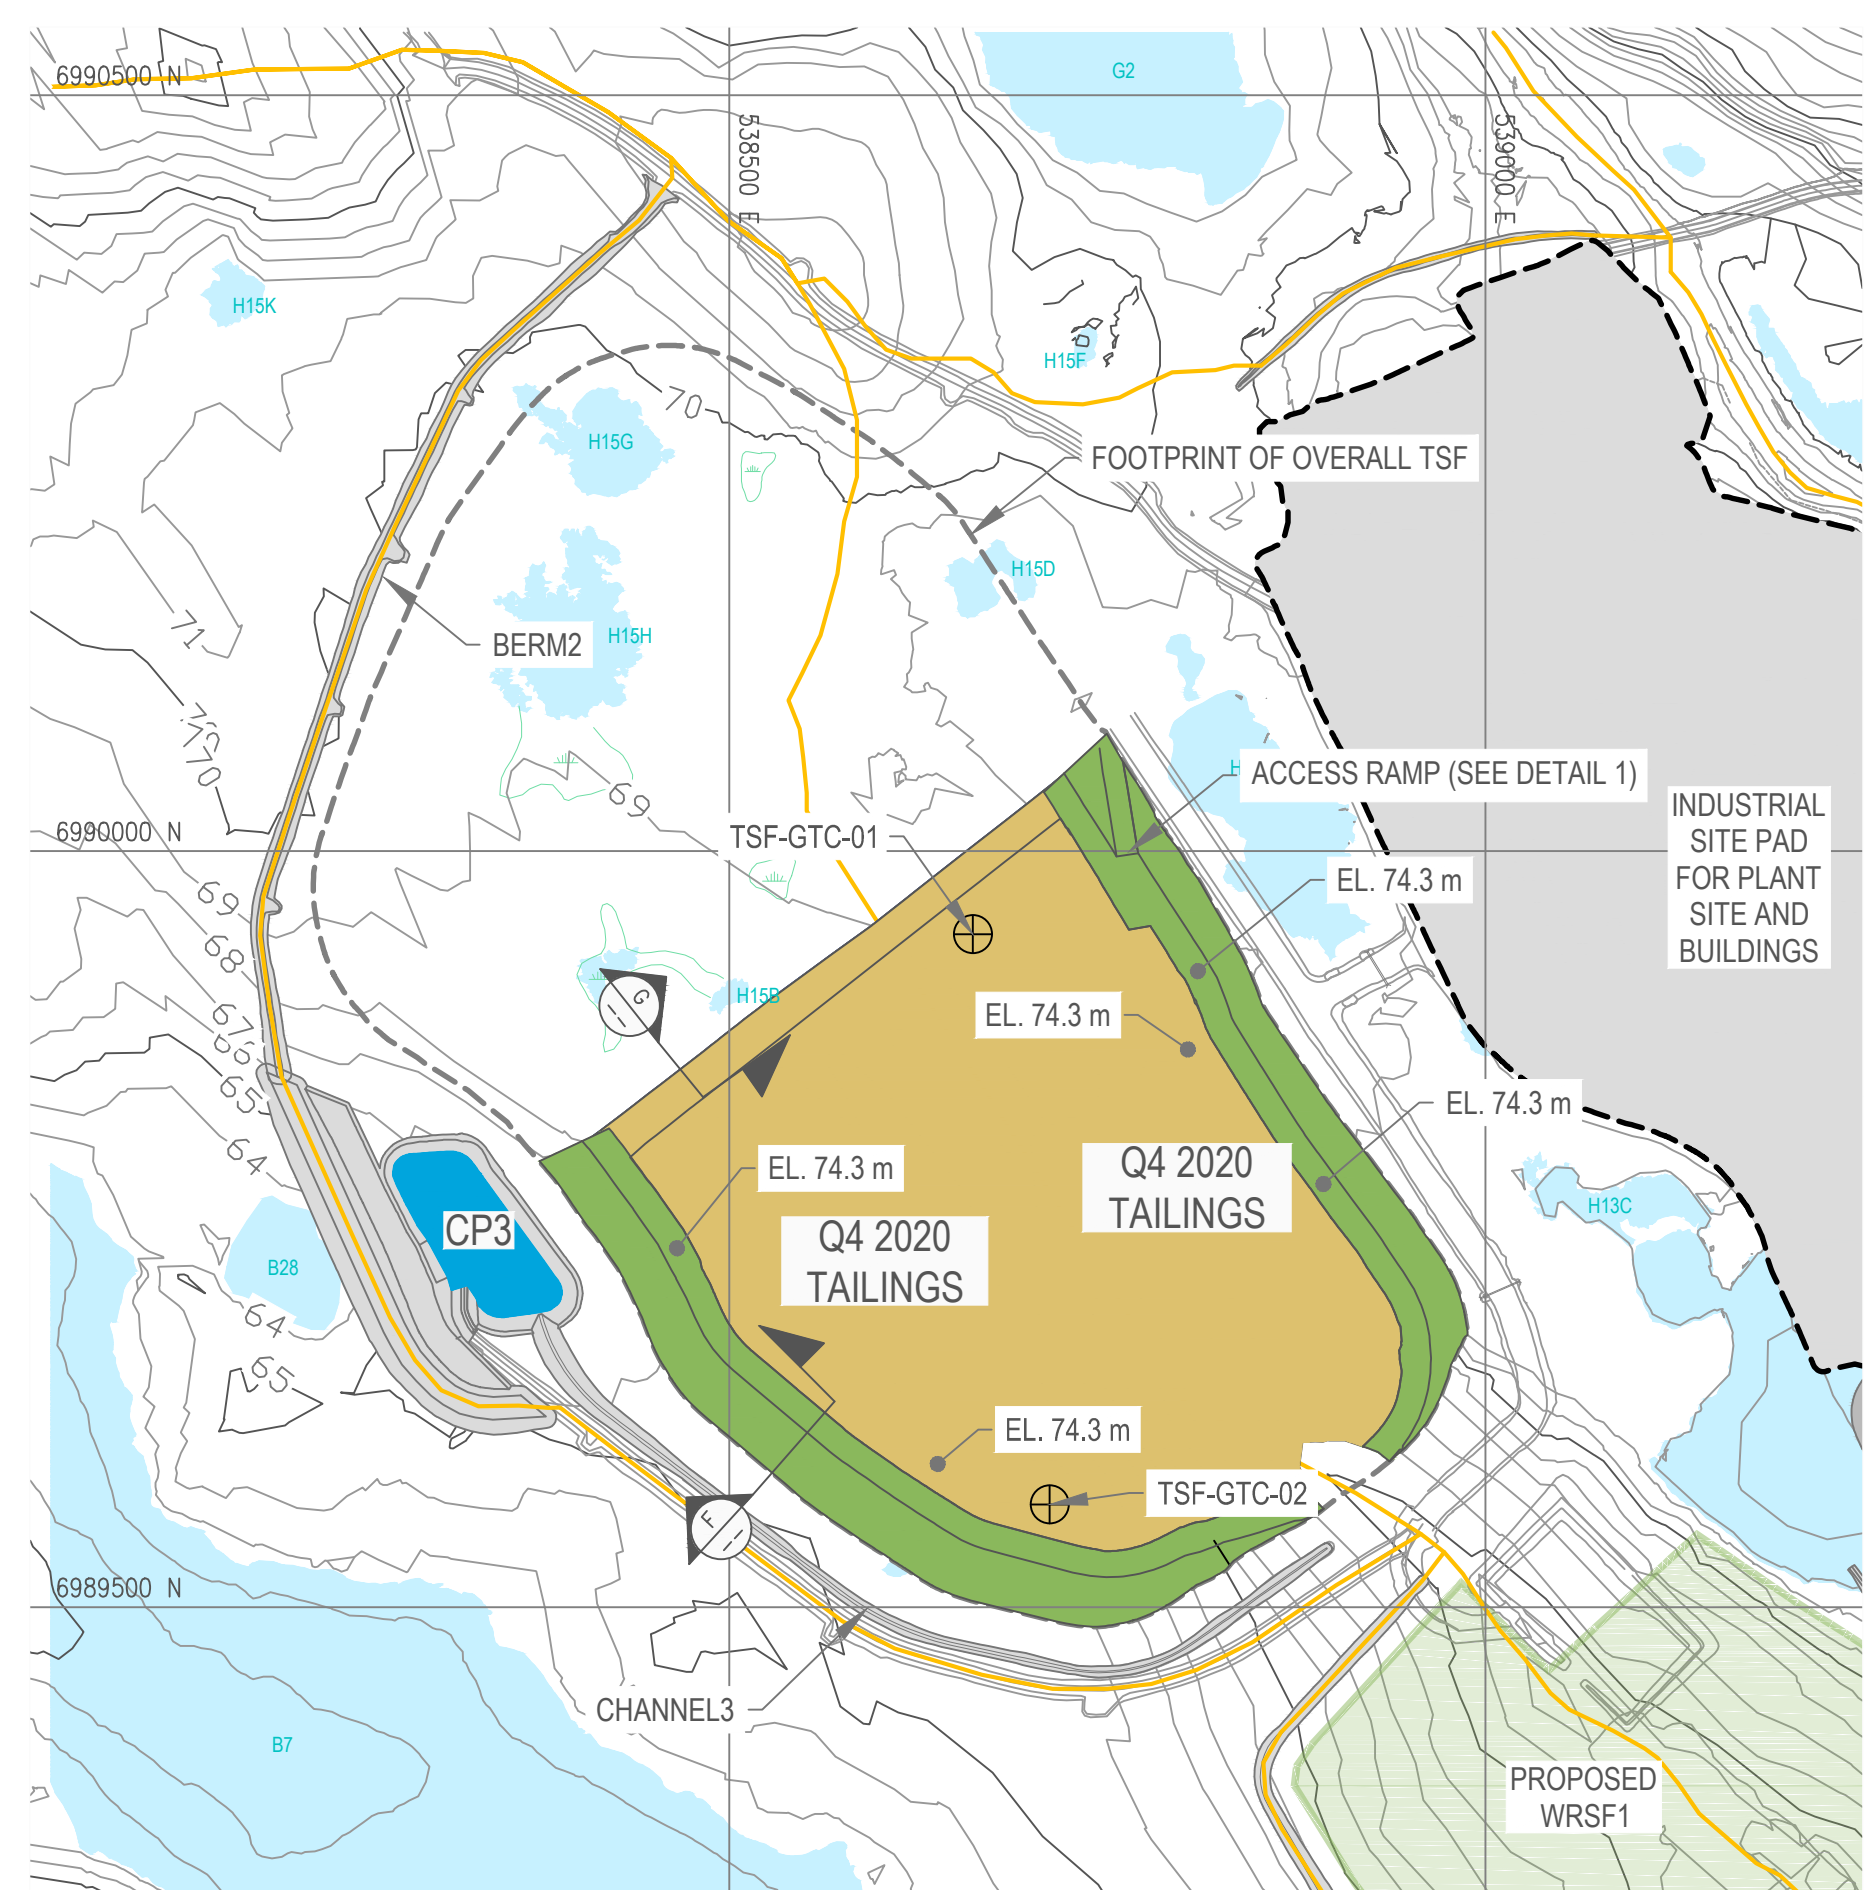 6990500 N
G2
538500 E
539000 E
H15K
H15F
70
H15G
FOOTPRINT OF OVERALL TSF
H15D
71
H15H
BERM2
70
69
ACCESS RAMP (SEE DETAIL 1)
6990000 N
TSF-GTC-01
INDUSTRIAL
SITE PAD
FOR PLANT
SITE AND
BUILDINGS
EL. 74.3 m
69
68
67
66
65
64
G
H15B
EL. 74.3 m
EL. 74.3 m
EL. 74.3 m
Q4 2020
TAILINGS
Q4 2020
TAILINGS
CP3
H13C
B28
64
65
EL. 74.3 m
TSF-GTC-02
F
6989500 N
CHANNEL3
B7
PROPOSED
WRSF1